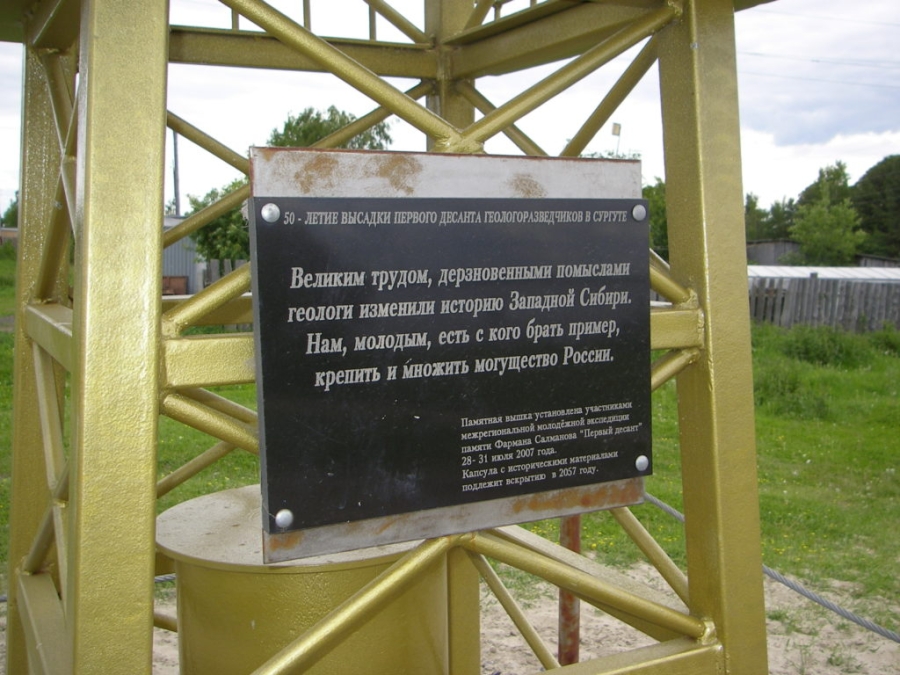 50 - ЛЕТИЕ ВЫСАДКИ ПЕРВОГО ДЕСАНТА ГЕОЛОГОРАЗВЕДЧИКОВ В СУРГУТЕ
Великим трудом, дерзновенными помыслами
геологи изменили историю Западной Сибири.
Нам, молодым, есть с кого брать пример,
крепить и множить могущество России.
Памятная вышка установлена участниками
межрегиональной молодёжной экспедиции
памяти Фармана Салманова "Первый десант"
28- 31 июля 2007 года.
Капсула с историческими материалами
подлежит вскрытию в 2057 году.